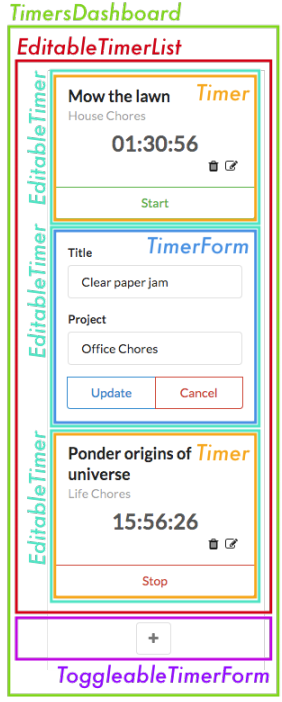 TimersDashboard
EditableTimerList
EditableTimer
Mow the lawn
Timer
House Chores
01:30:56
Start
EditableTimer
TimerForm
Title
Clear paper jam
Project
Office Chores
Update
Cancel
EditableTimer
Ponder origins of
universe
Timer
Life Chores
15:56:26
Stop
+
ToggleableTimerForm